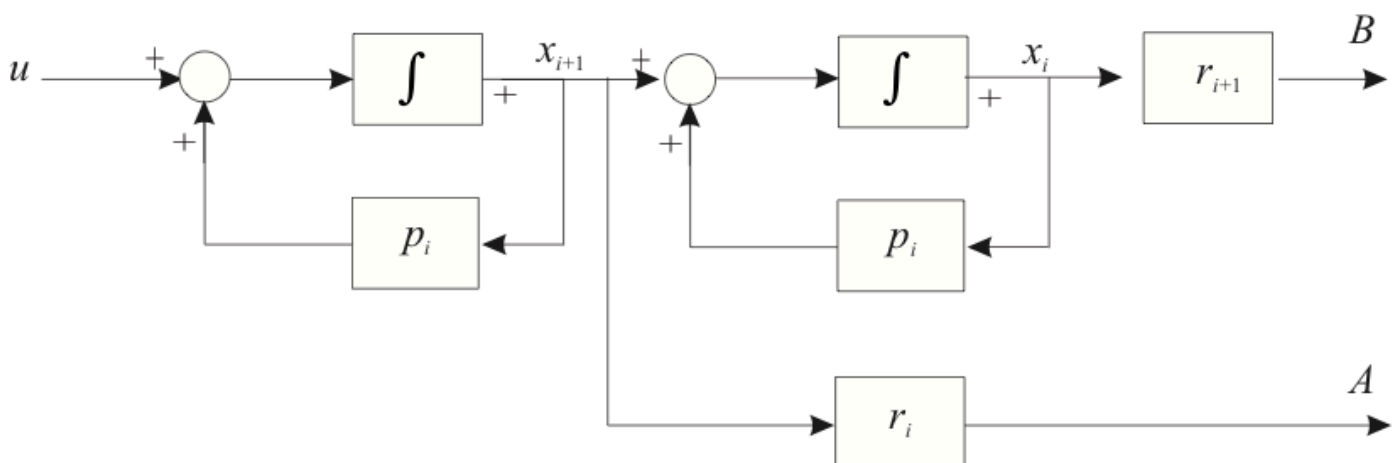 u + ∫ x_{i+1} + ∫ x_i r_{i+1} B
+ +
+ +
p_i p_i
r_i A